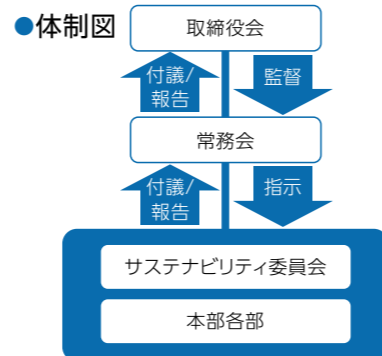 ●体制図
取締役会
付議/
報告
監督
常務会
付議/
報告
指示
サステナビリティ委員会
本部各部